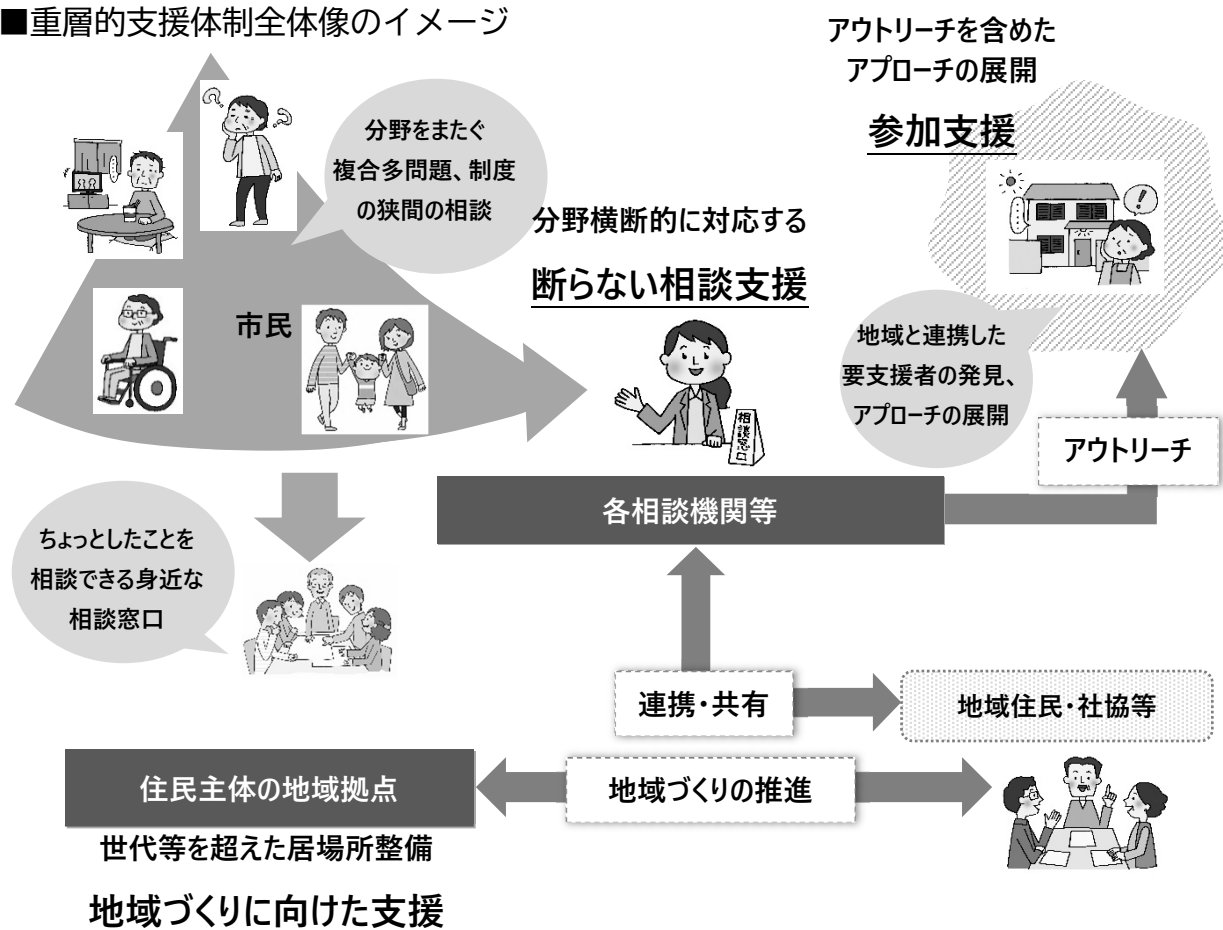 ■重層的支援体制全体像のイメージ
アウトリーチを含めた
アプローチの展開
参加支援
分野をまたぐ
複合多問題、制度
の狭間の相談
分野横断的に対応する
断らない相談支援
市民
相談窓口
地域と連携した
要支援者の発見、
アプローチの展開
アウトリーチ
各相談機関等
ちょっとしたことを
相談できる身近な
相談窓口
連携・共有
地域住民・社協等
住民主体の地域拠点
地域づくりの推進
世代等を超えた居場所整備
地域づくりに向けた支援